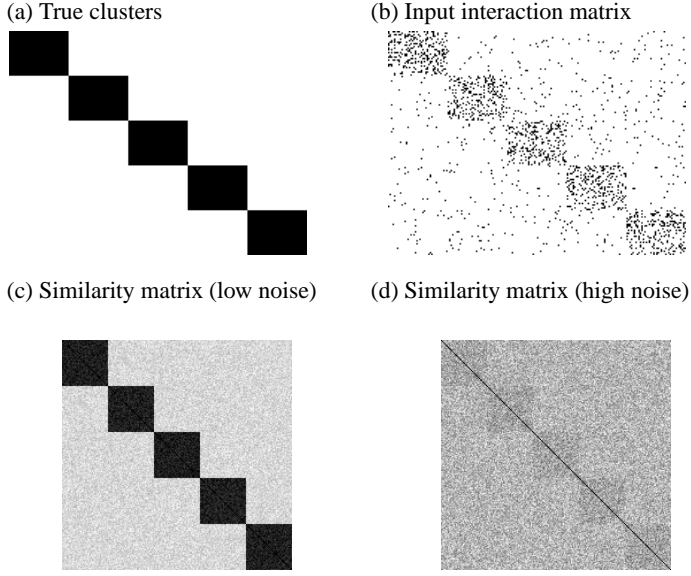 (a) True clusters
(b) Input interaction matrix
(c) Similarity matrix (low noise)
(d) Similarity matrix (high noise)